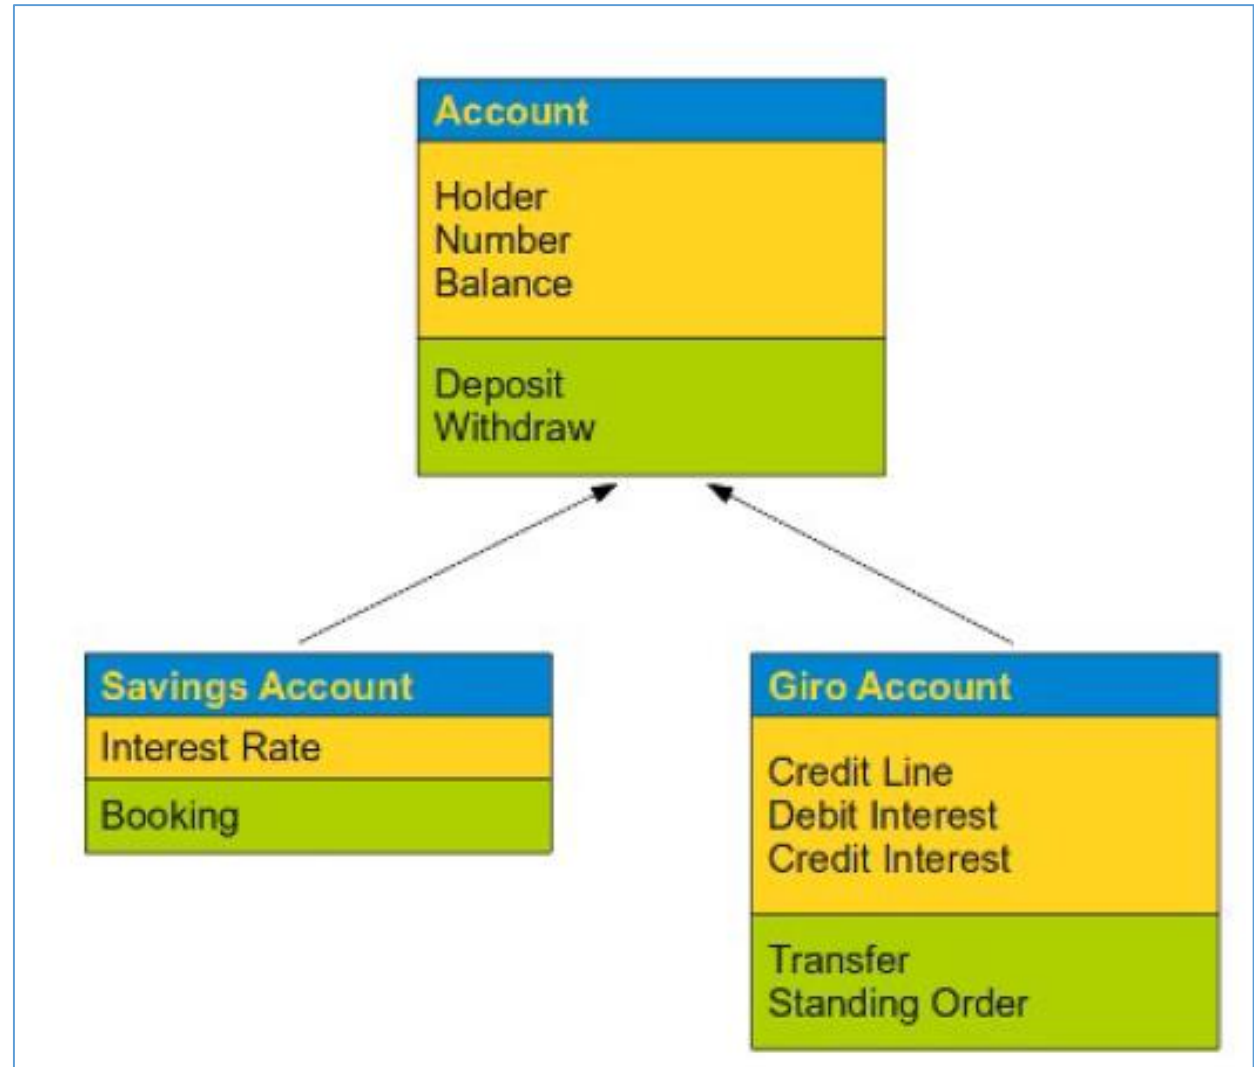 Account
Holder
Number
Balance
Deposit
Withdraw
Savings Account
Interest Rate
Booking
Giro Account
Credit Line
Debit Interest
Credit Interest
Transfer
Standing Order